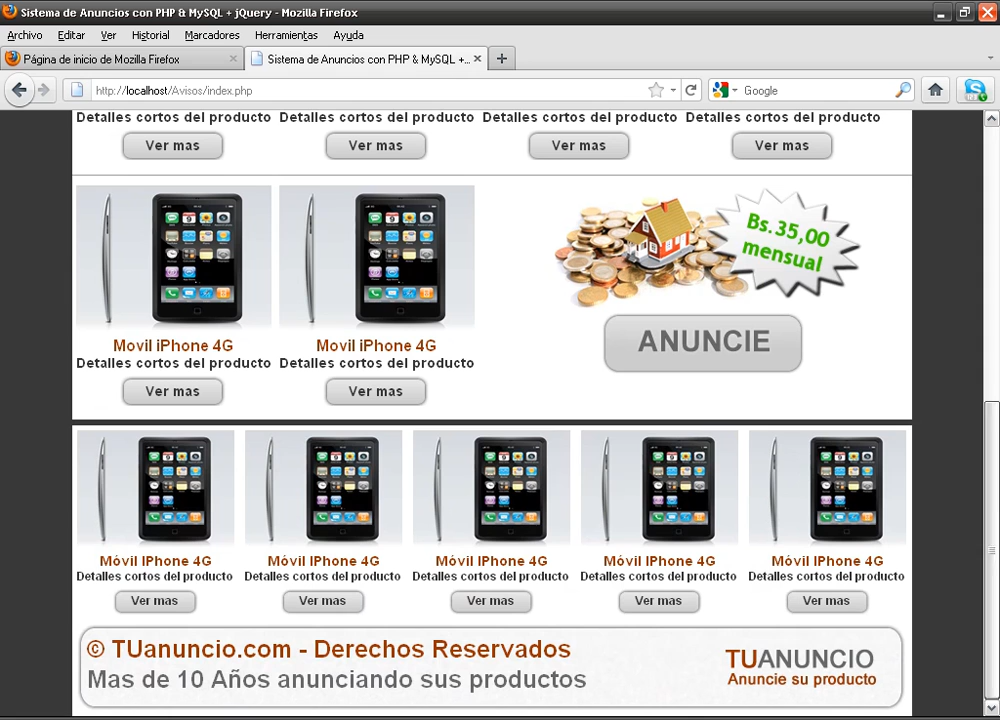 Sistema de Anuncios con PHP & MySQL + jQuery - Mozilla Firefox
Archivo Editar Ver Historial Marcadores Herramientas Ayuda
Página de inicio de Mozilla Firefox
Sistema de Anuncios con PHP & MySQL +...
http://localhost/Avisos/index.php
Google
Detalles cortos del producto Detalles cortos del producto Detalles cortos del producto Detalles cortos del producto
Ver mas Ver mas Ver mas Ver mas
Bs.35,00
mensual
ANUNCIE
Movil iPhone 4G Movil iPhone 4G
Detalles cortos del producto Detalles cortos del producto
Ver mas Ver mas
Móvil IPhone 4G Móvil IPhone 4G Móvil IPhone 4G Móvil IPhone 4G Móvil IPhone 4G
Detalles cortos del producto Detalles cortos del producto Detalles cortos del producto Detalles cortos del producto Detalles cortos del producto
Ver mas Ver mas Ver mas Ver mas Ver mas
© TUanuncio.com - Derechos Reservados
Mas de 10 Años anunciando sus productos
TUANUNCIO
Anuncie su producto